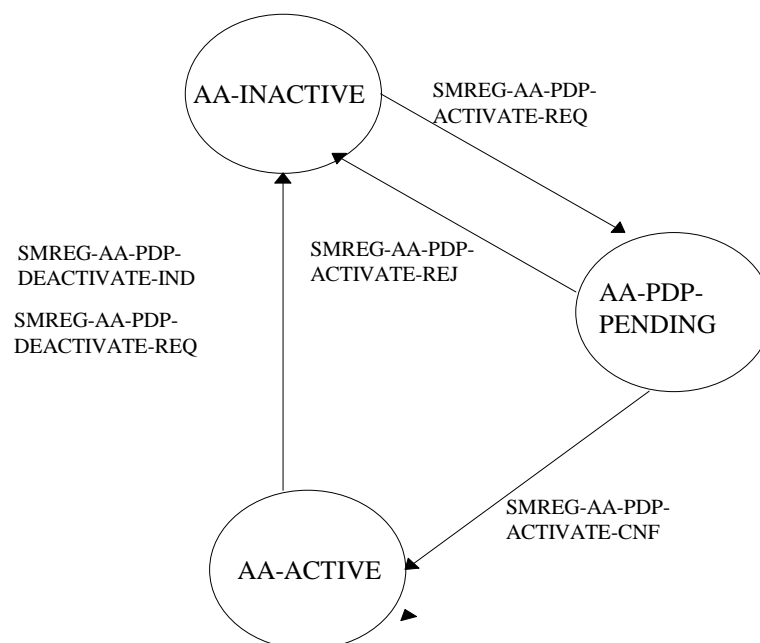 AA-INACTIVE
SMREG-AA-PDP-
ACTIVATE-REQ
SMREG-AA-PDP-
DEACTIVATE-IND
SMREG-AA-PDP-
DEACTIVATE-REQ
SMREG-AA-PDP-
ACTIVATE-REJ
AA-PDP-
PENDING
SMREG-AA-PDP-
ACTIVATE-CNF
AA-ACTIVE